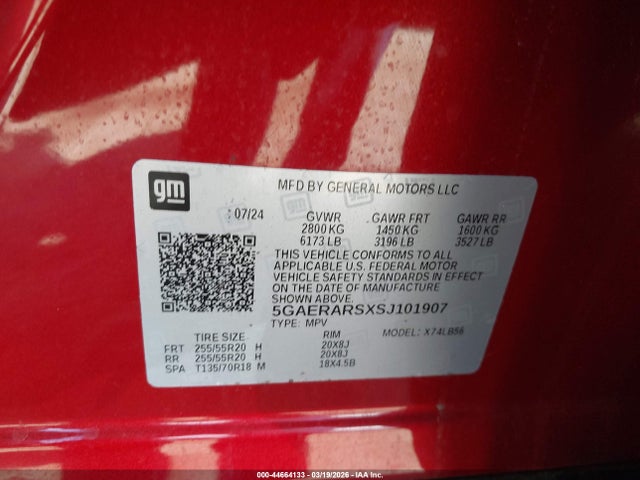 gm
MFD BY GENERAL MOTORS LLC
07/24 GVWR GAWR FRT GAWR RR
2800 KG 1450 KG 1600 KG
6173 LB 3196 LB 3527 LB
THIS VEHICLE CONFORMS TO ALL
APPLICABLE U.S. FEDERAL MOTOR
VEHICLE SAFETY STANDARDS IN EFFECT
ON THE DATE OF MANUFACTURE
SHOWN ABOVE.
5GAERARSXSJ101907
TYPE: MPV MODEL: X74LB56
TIRE SIZE RIM
FRT 255/55R20 H 20X8J
RR 255/55R20 H 20X8J
SPA T135/70R18 M 18X4.5B
000-44664133 | 03/19/2026 | IAA Inc.